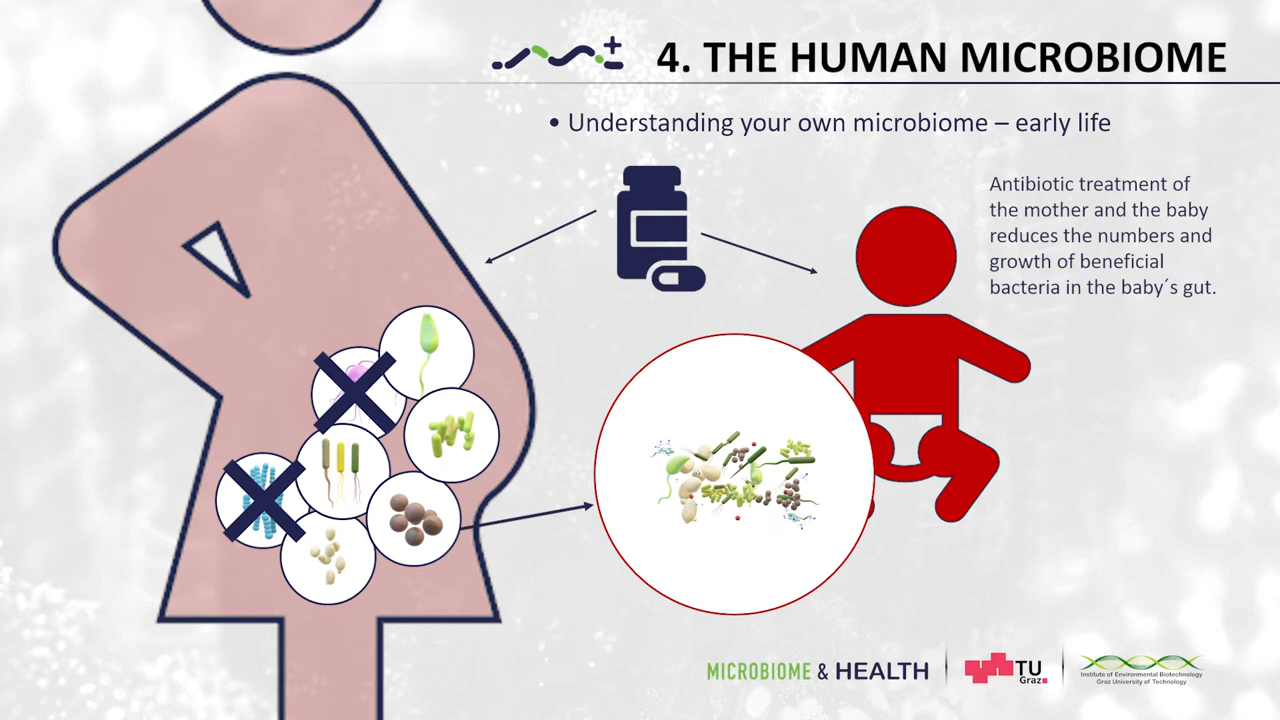 4. THE HUMAN MICROBIOME
• Understanding your own microbiome – early life
Antibiotic treatment of
the mother and the baby
reduces the numbers and
growth of beneficial
bacteria in the baby´s gut.
MICROBIOME & HEALTH
TU
Graz
Institute of Environmental Biotechnology
Graz University of Technology